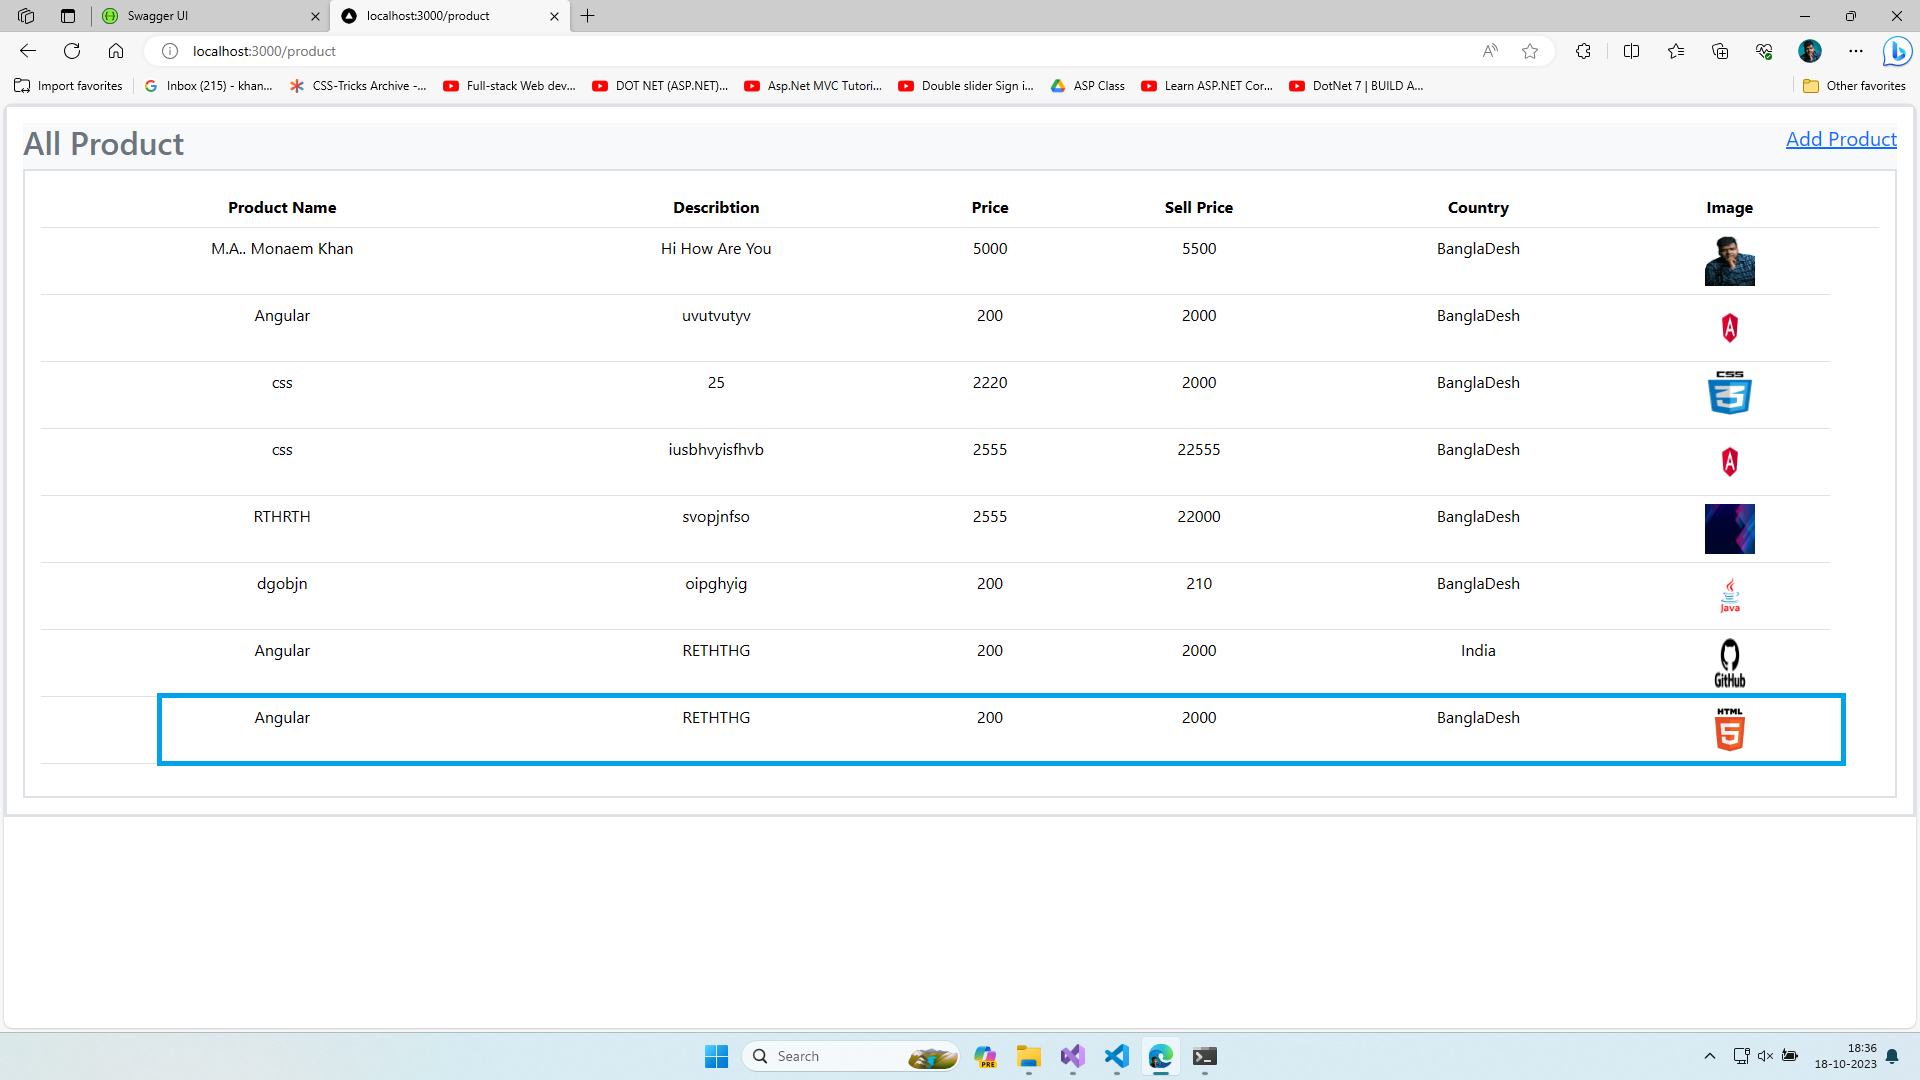 Swagger UI
localhost:3000/product
localhost:3000/product
Import favorites
Inbox (215) - khan...
CSS-Tricks Archive -...
Full-stack Web dev...
DOT NET (ASP.NET)...
Asp.Net MVC Tutori...
Double slider Sign i...
ASP Class
Learn ASP.NET Cor...
DotNet 7 | BUILD A...
Other favorites
All Product
Add Product
Product Name Describtion Price Sell Price Country Image
M.A.. Monaem Khan Hi How Are You 5000 5500 BanglaDesh
Angular uvutvutyv 200 2000 BanglaDesh
css 25 2220 2000 BanglaDesh CSS
css iusbhvyisfhvb 2555 22555 BanglaDesh
RTHRTH svopjnfso 2555 22000 BanglaDesh
dgobjn oipghyig 200 210 BanglaDesh Java
Angular RETHTHG 200 2000 India GitHub
Angular RETHTHG 200 2000 BanglaDesh HTML 5
Search
PRE
18:36
18-10-2023